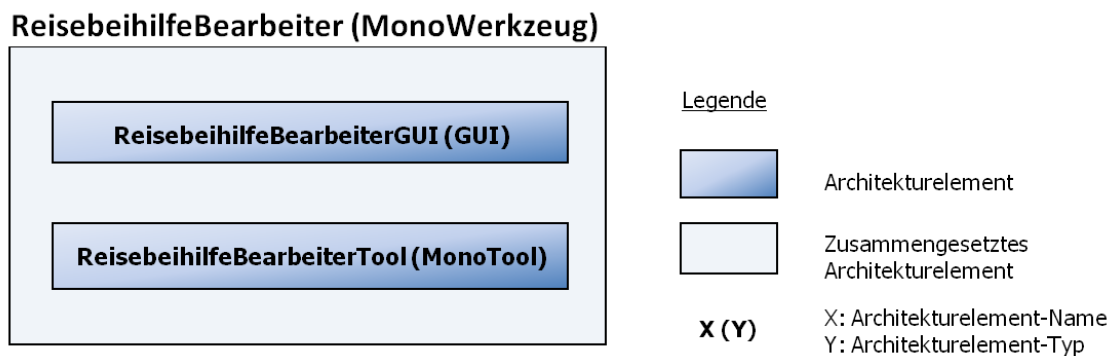 ReisebeihilfeBearbeiter (MonoWerkzeug)
ReisebeihilfeBearbeiterGUI (GUI)
ReisebeihilfeBearbeiterTool (MonoTool)
Legende
Architekturelement
Zusammengesetztes
Architekturelement
X (Y)
X: Architekturelement-Name
Y: Architekturelement-Typ